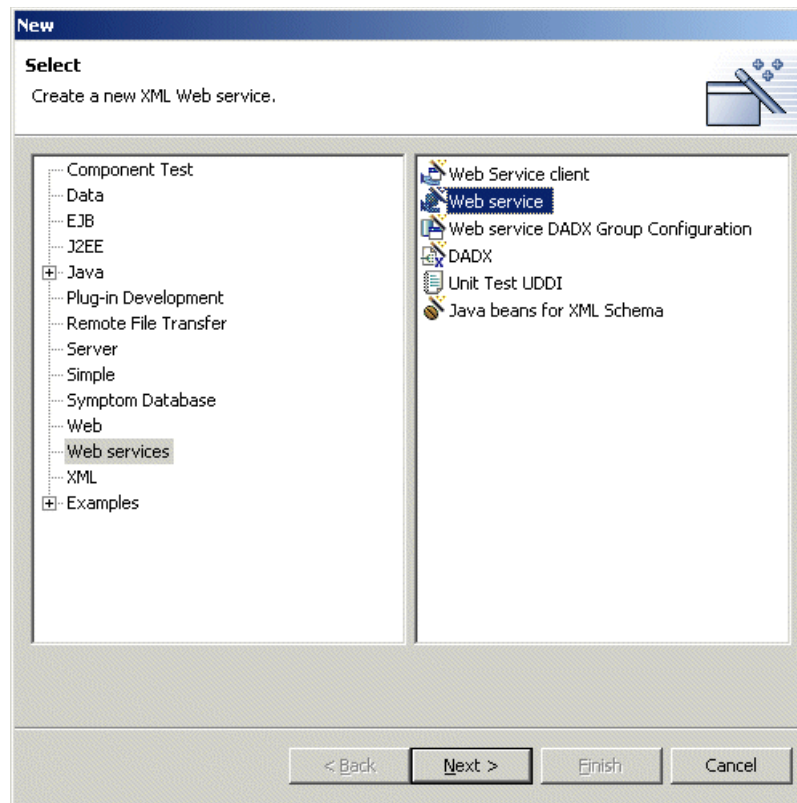 New
Select
Create a new XML Web service.
Component Test
Data
EJB
J2EE
Java
Plug-in Development
Remote File Transfer
Server
Simple
Symptom Database
Web
Web services
XML
Examples
Web Service client
Web service
Web service DADX Group Configuration
DADX
Unit Test UDDI
Java beans for XML Schema
< Back
Next >
Finish
Cancel